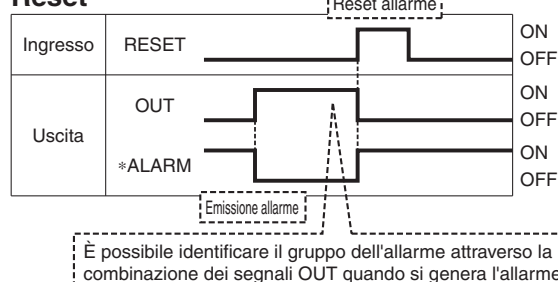 Reset
Reset allarme
Ingresso RESET ON
OFF
Uscita OUT ON
OFF
*ALARM ON
OFF
Emissione allarme
È possibile identificare il gruppo dell'allarme attraverso la
combinazione dei segnali OUT quando si genera l'allarme